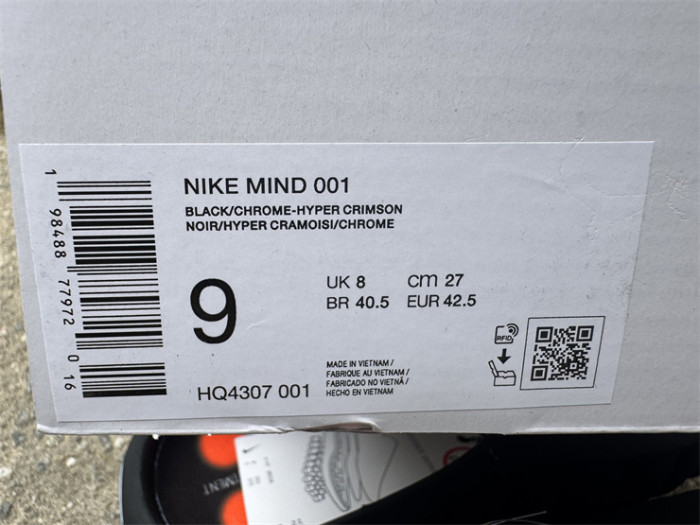 NIKE MIND 001
BLACK/CHROME-HYPER CRIMSON
NOIR/HYPER CRAMOISI/CHROME
9
UK 8 cm 27
BR 40.5 EUR 42.5
HQ4307 001
MADE IN VIETNAM /
FABRIQUE AU VIETNAM /
FABRICADO NO VIETNÃ /
HECHO EN VIETNAM
RFID
1 98488 77972 0 16